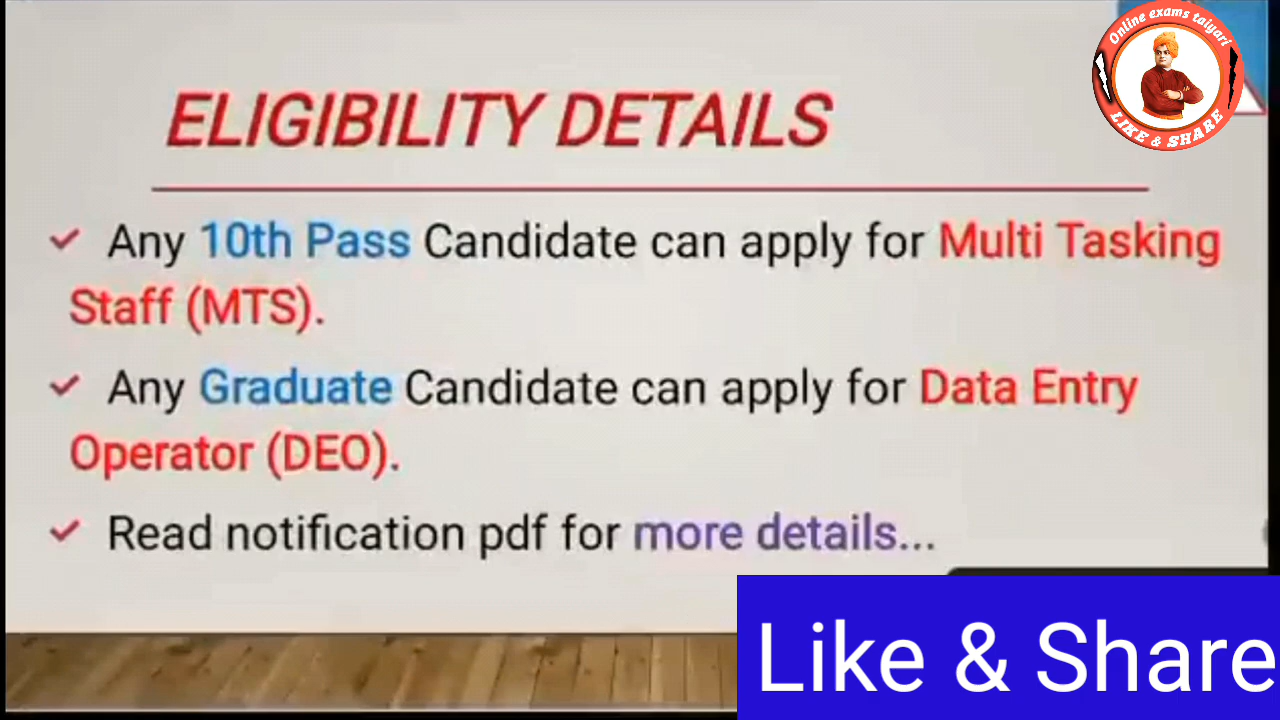 Online exams taiyari
LIKE & SHARE
ELIGIBILITY DETAILS
Any 10th Pass Candidate can apply for Multi Tasking
Staff (MTS).
Any Graduate Candidate can apply for Data Entry
Operator (DEO).
Read notification pdf for more details...
Like & Share